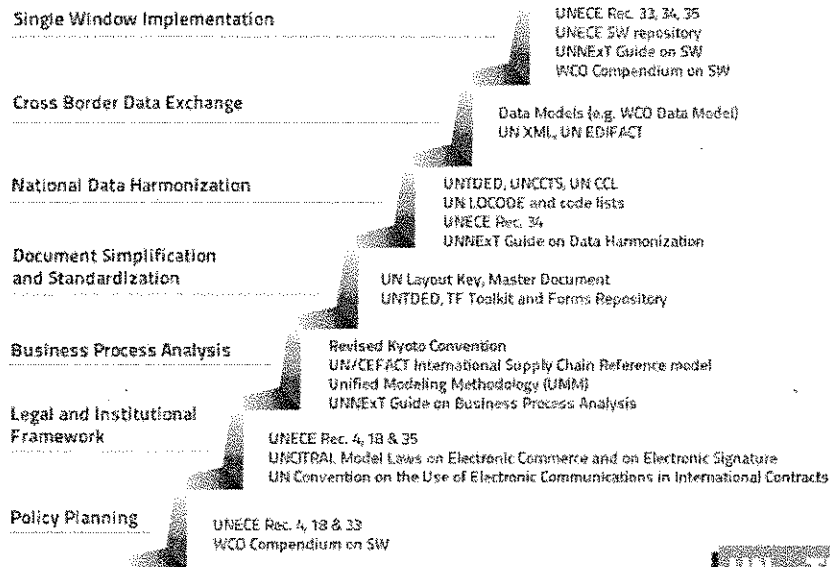 Single Window Implementation
UNECE Rec. 33, 34, 35
UNECE SW repository
UNNExT Guide on SW
WCO Compendium on SW
Cross Border Data Exchange
Data Models (e.g. WCO Data Model)
UN XML, UN EDIFACT
National Data Harmonization
UNTDED, UNCCTS, UN CCL
UN LOCODE and code lists
UNECE Rec. 34
UNNExT Guide on Data Harmonization
Document Simplification
and Standardization
UN Layout Key, Master Document
UNTDED, TF Toolkit and Forms Repository
Business Process Analysis
Revised Kyoto Convention
UN/CEFACT International Supply Chain Reference model
Unified Modeling Methodology (UMM)
UNNExT Guide on Business Process Analysis
Legal and Institutional
Framework
UNECE Rec. 4, 18 & 35
UNCITRAL Model Laws on Electronic Commerce and on Electronic Signature
UN Convention on the Use of Electronic Communications in International Contracts
Policy Planning
UNECE Rec. 4, 18 & 33
WCO Compendium on SW